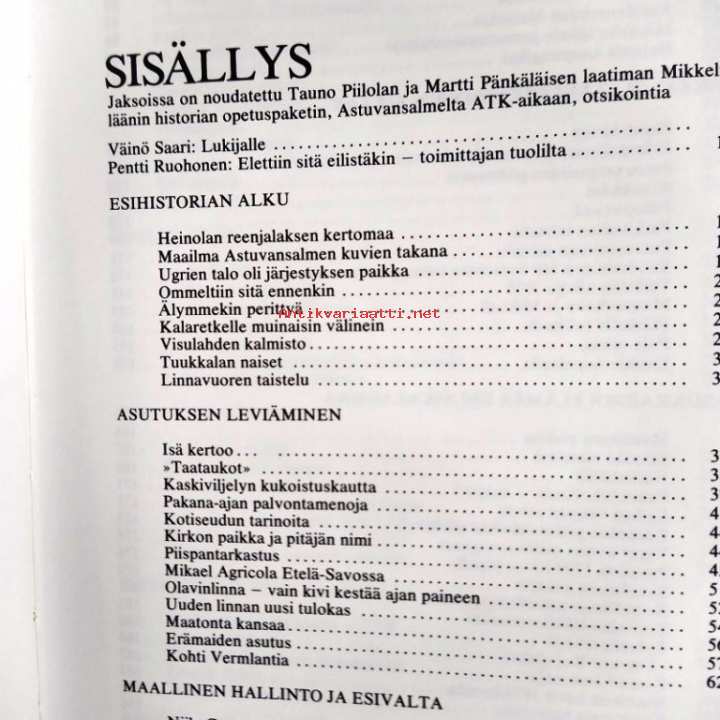 SISÄLLYS
Jaksoissa on noudatettu Tauno Piilolan ja Martti Pänkäläisen laatiman Mikkel
läänin historian opetuspaketin, Astuvansalmelta ATK-aikaan, otsikointia
Väinö Saari: Lukijalle
Pentti Ruohonen: Elettiin sitä eilistäkin – toimittajan tuolilta
ESIHISTORIAN ALKU
Heinolan reenjalaksen kertomaa
Maailma Astuvansalmen kuvien takana
Ugrien talo oli järjestyksen paikka
Ommeltiin sitä ennenkin
Älymmekin perittyä
Antikvariaatti.net
Kalaretkelle muinaisin välinein
Visulahden kalmisto
Tuukkalan naiset
Linnavuoren taistelu
ASUTUKSEN LEVIÄMINEN
Isä kertoo...
»Taataukot»
Kaskiviljelyn kukoistuskautta
Pakana-ajan palvontamenoja
Kotiseudun tarinoita
Kirkon paikka ja pitäjän nimi
Piispantarkastus
Mikael Agricola Etelä-Savossa
Olavinlinna – vain kivi kestää ajan paineen
Uuden linnan uusi tulokas
Maatonta kansaa
Erämaiden asutus 57
Kohti Vermlantia 62
MAALLINEN HALLINTO JA ESIVALTA